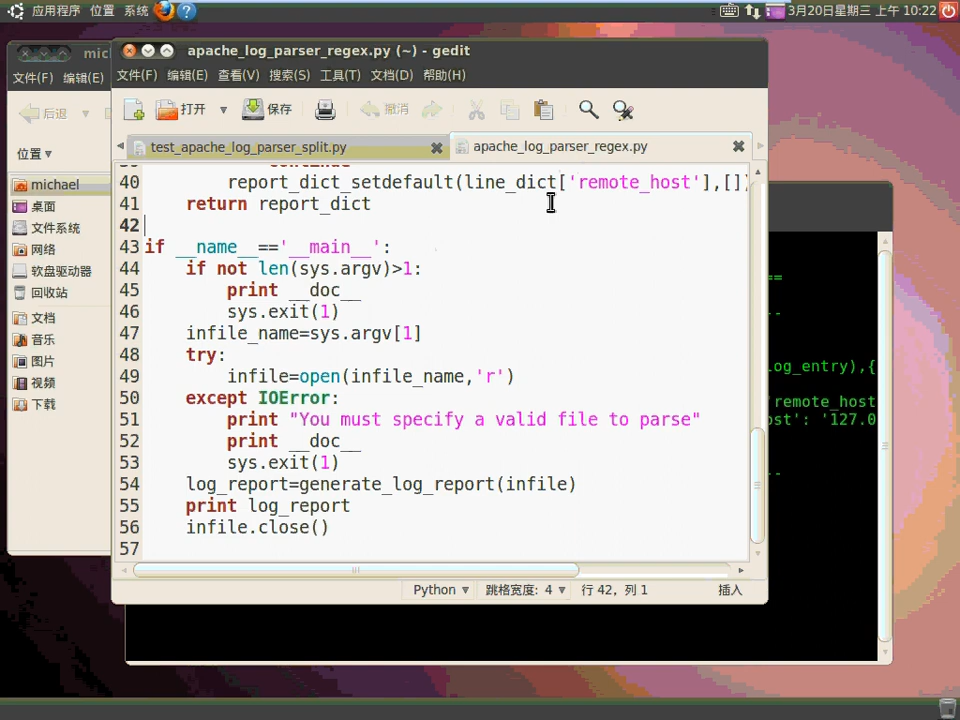 应用程序 位置 系统 ? 3月20日星期三 上午 10:22
mich
文件(F) 编辑(E)
后退
位置
michael
桌面
文件系统
网络
软盘驱动器
回收站
文档
音乐
图片
视频
下载
apache_log_parser_regex.py (~) - gedit
文件(F) 编辑(E) 查看(V) 搜索(S) 工具(T) 文档(D) 帮助(H)
打开 保存 撤消
test_apache_log_parser_split.py apache_log_parser_regex.py
continue
40 report_dict_setdefault(line_dict['remote_host'],[])
41 return report_dict
42
43 if __name__=='__main__':
44 if not len(sys.argv)>1:
45 print __doc__
46 sys.exit(1)
47 infile_name=sys.argv[1]
48 try:
49 infile=open(infile_name,'r')
50 except IOError:
51 print "You must specify a valid file to parse"
52 print __doc__
53 sys.exit(1)
54 log_report=generate_log_report(infile)
55 print log_report
56 infile.close()
57
Python 跳格宽度: 4 行 42, 列 1 插入
==
--
log_entry),{
'remote_host
ost': '127.0
--